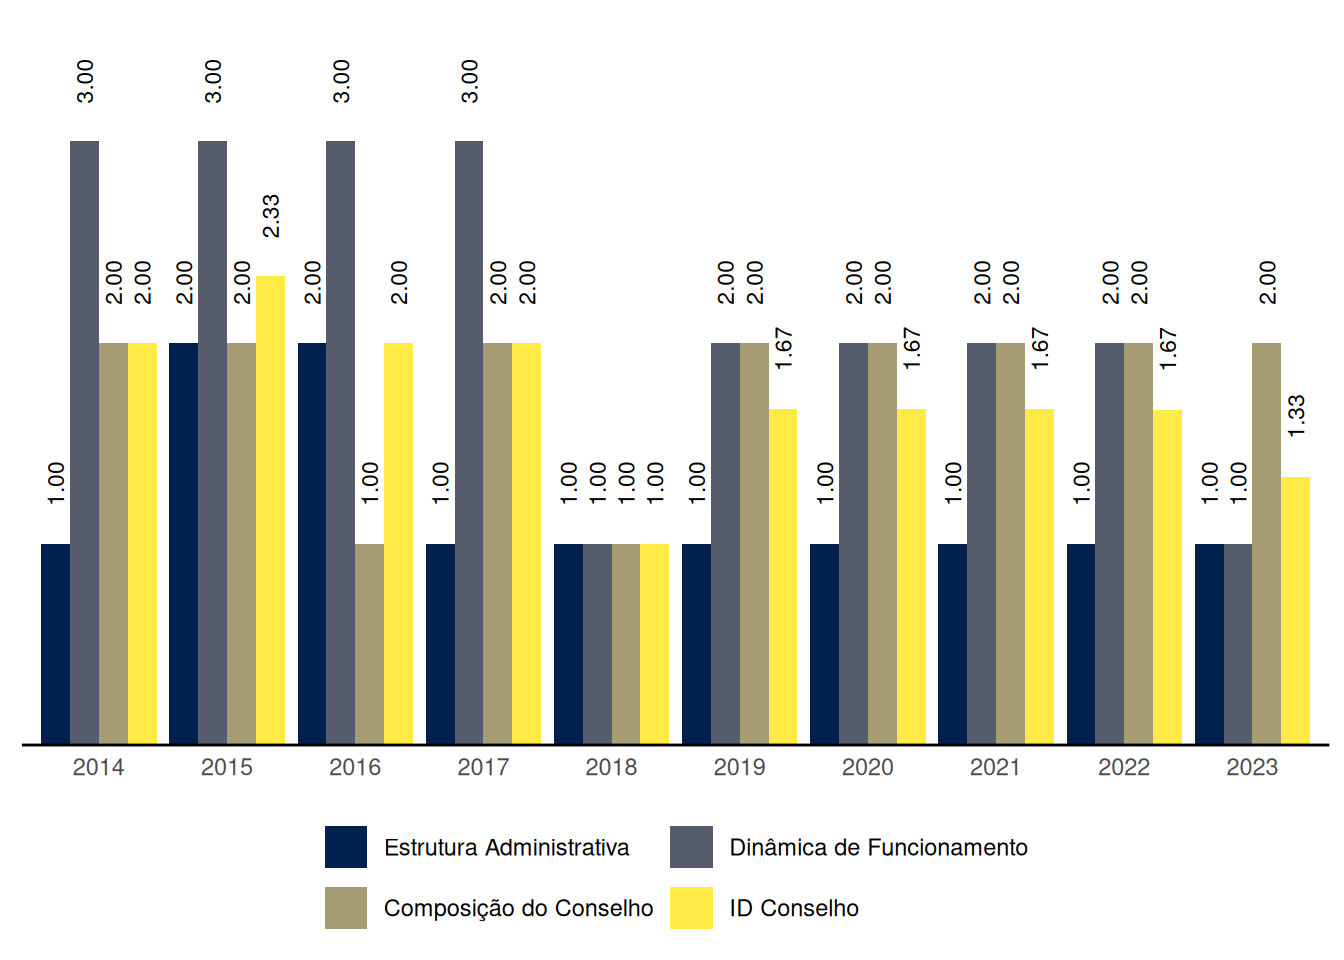 3.00 3.00 3.00 3.00
2.33
2.00 2.00 2.00 2.00 2.00 2.00 2.00 2.00 2.00 2.00 2.00 2.00 2.00 2.00 2.00 2.00 2.00
1.67 1.67 1.67 1.67
1.33
1.00 1.00 1.00 1.00 1.00 1.00 1.00 1.00 1.00 1.00 1.00 1.00 1.00
2014 2015 2016 2017 2018 2019 2020 2021 2022 2023
Estrutura Administrativa Dinâmica de Funcionamento
Composição do Conselho ID Conselho